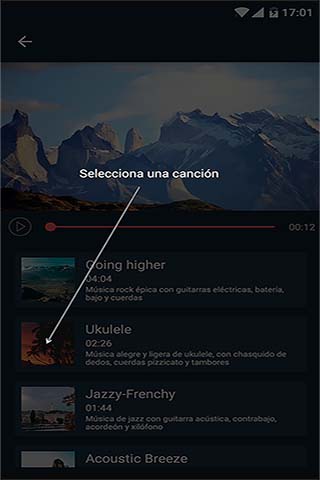 17:01
Selecciona una canción
00:12
Going higher
04:04
Música rock épica con guitarras eléctricas, batería,
bajo y cuerdas
Ukulele
02:26
Música alegre y ligera de ukulele, con chasquido de
dedos, cuerdas pizzicato y tambores
Jazzy-Frenchy
01:44
Música de jazz con guitarra acústica, contrabajo,
acordeón y xilófono
Acoustic Breeze